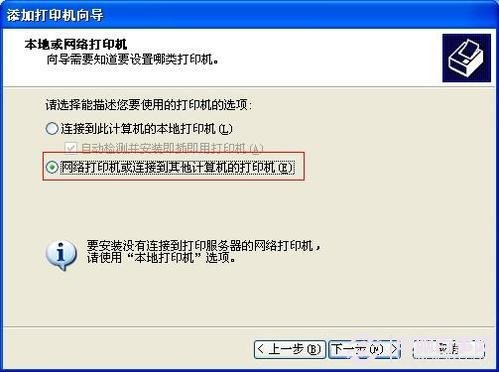 添加打印机向导
本地或网络打印机
向导需要知道要设置哪类打印机。
请选择能描述您要使用的打印机的选项:
连接到此计算机的本地打印机(L)
自动检测并安装即插即用打印机(A)
网络打印机或连接到其他计算机的打印机(E)
要安装没有连接到打印服务器的网络打印机,
请使用“本地打印机”选项。
< 上一步(B) 下一步(N) > 取消